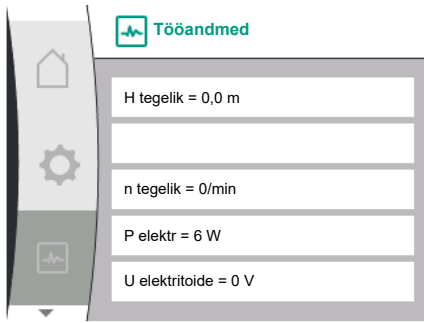 Tööandmed
H tegelik = 0,0 m
n tegelik = 0/min
P elektr = 6 W
U elektritoide = 0 V